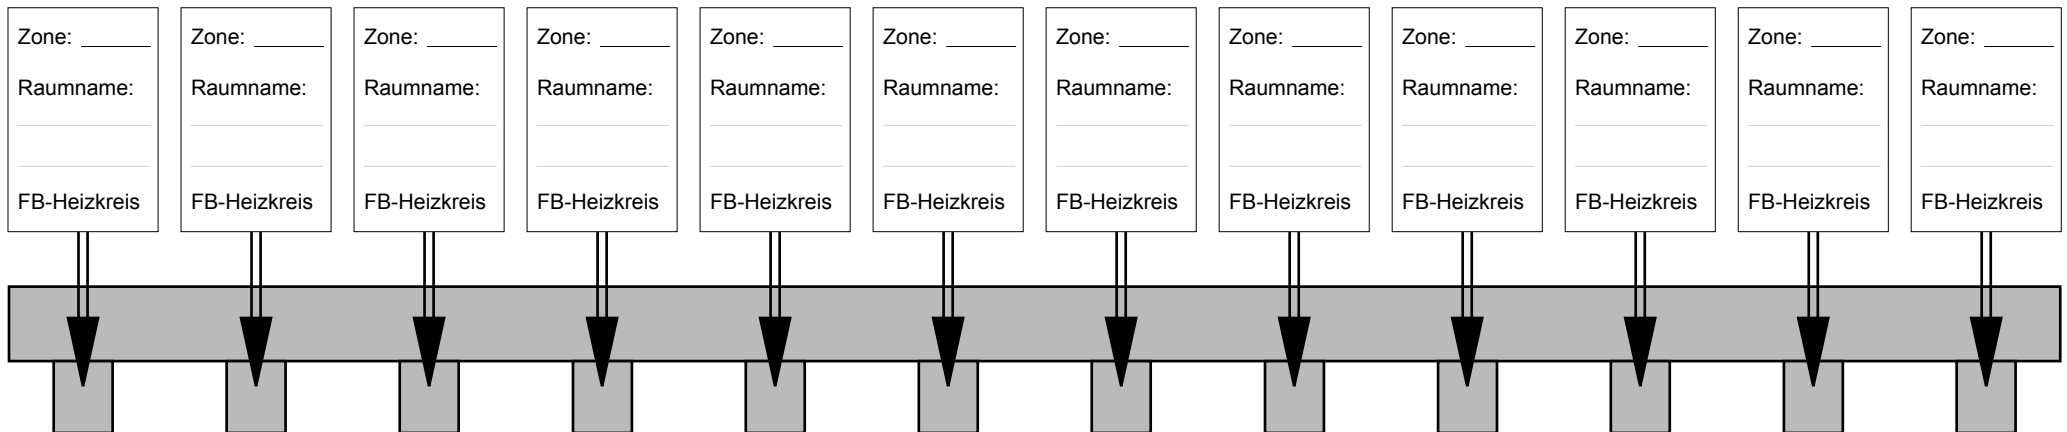 Zone: ______ Zone: ______ Zone: ______ Zone: ______ Zone: ______ Zone: ______ Zone: ______ Zone: ______ Zone: ______ Zone: ______ Zone: ______ Zone: ______
Raumname: Raumname: Raumname: Raumname: Raumname: Raumname: Raumname: Raumname: Raumname: Raumname: Raumname: Raumname:
FB-Heizkreis FB-Heizkreis FB-Heizkreis FB-Heizkreis FB-Heizkreis FB-Heizkreis FB-Heizkreis FB-Heizkreis FB-Heizkreis FB-Heizkreis FB-Heizkreis FB-Heizkreis